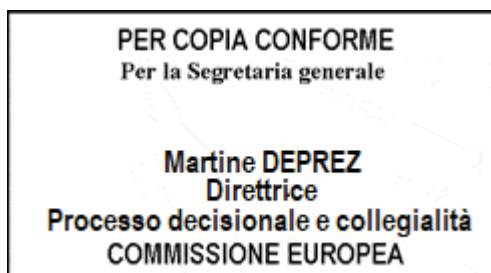 PER COPIA CONFORME
Per la Segretaria generale
Martine DEPREZ
Direttrice
Processo decisionale e collegialità
COMMISSIONE EUROPEA